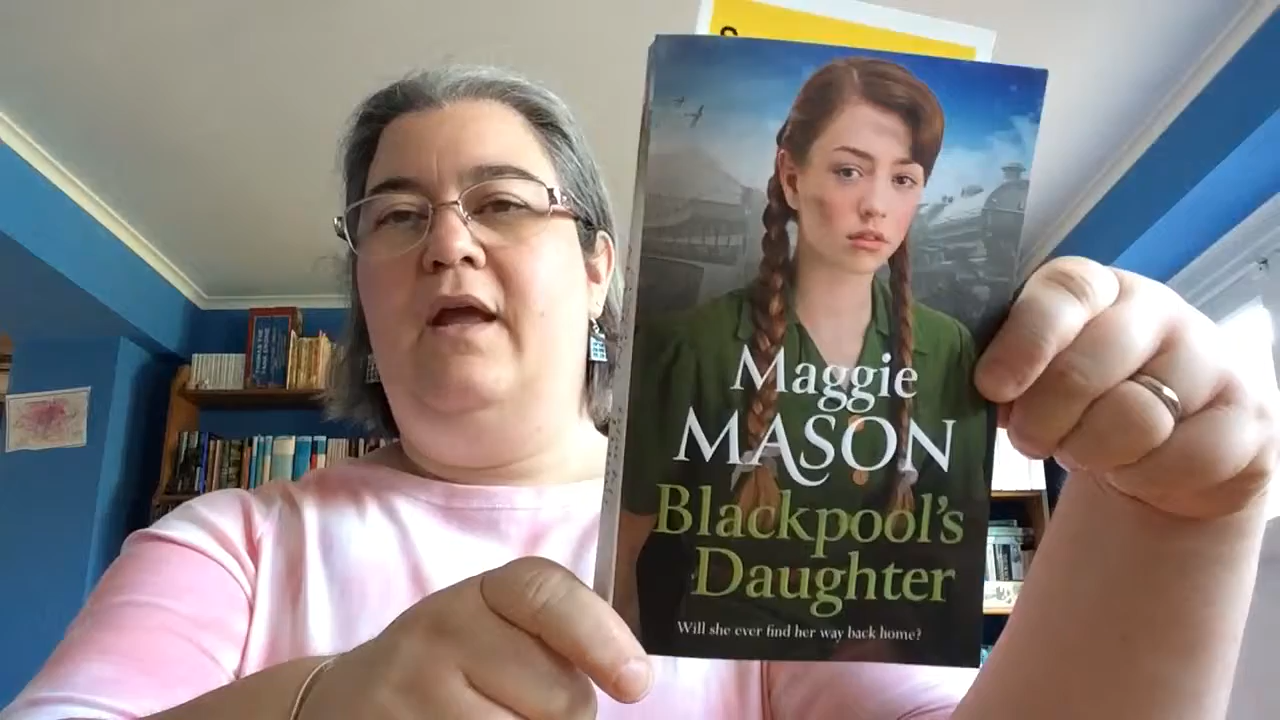 Maggie
MASON
Blackpool's
Daughter
Will she ever find her way back home?